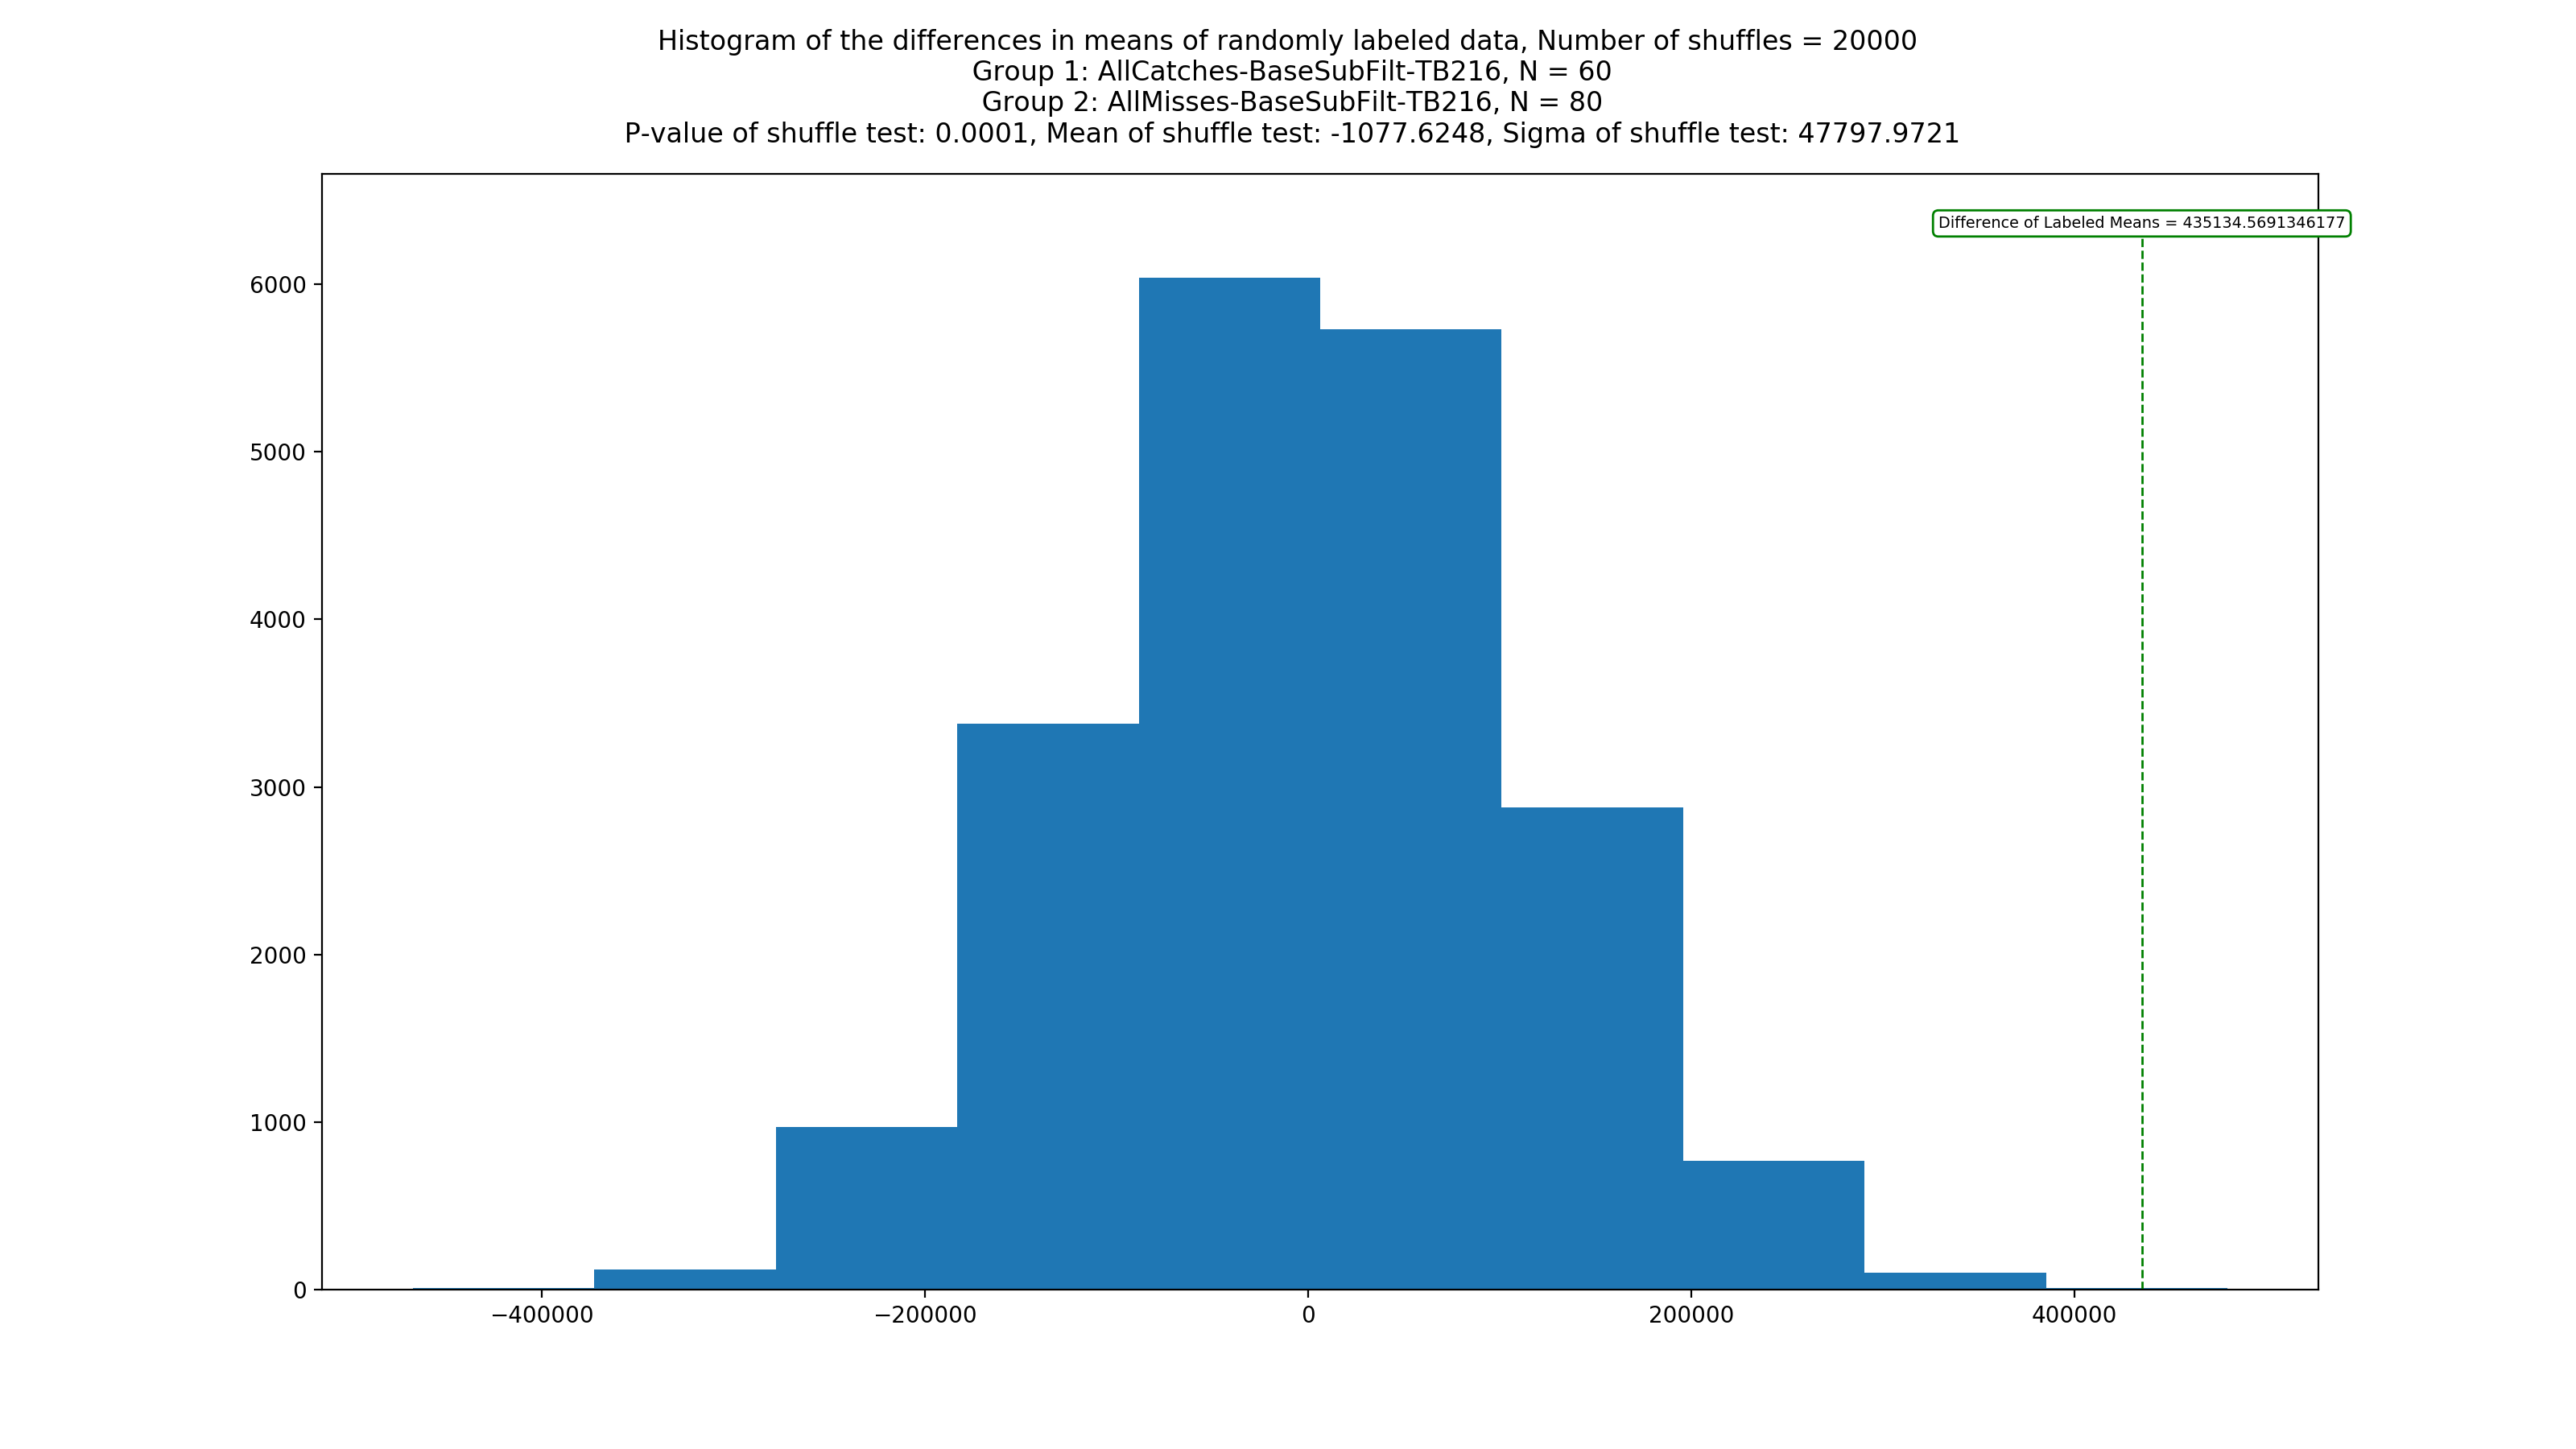 Histogram of the differences in means of randomly labeled data, Number of shuffles = 20000
Group 1: AllCatches-BaseSubFilt-TB216, N = 60
Group 2: AllMisses-BaseSubFilt-TB216, N = 80
P-value of shuffle test: 0.0001, Mean of shuffle test: -1077.6248, Sigma of shuffle test: 47797.9721
Difference of Labeled Means = 435134.5691346177
6000
5000
4000
3000
2000
1000
0
−400000 −200000 0 200000 400000